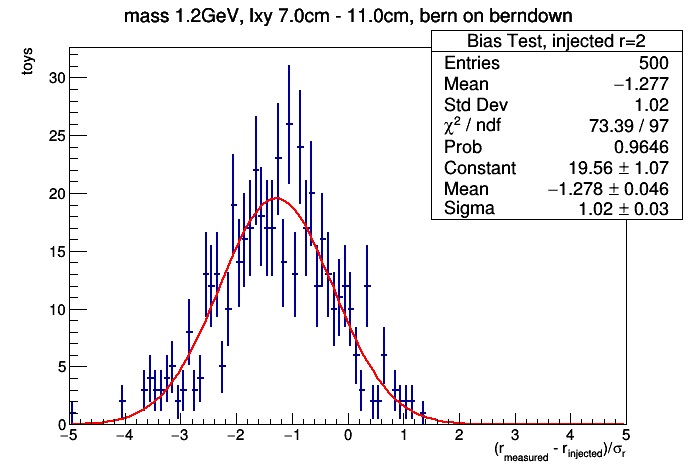 mass 1.2GeV, lxy 7.0cm - 11.0cm, bern on berndown
Bias Test, injected r=2
Entries 500
Mean −1.277
Std Dev 1.02
χ² / ndf 73.39 / 97
Prob 0.9646
Constant 19.56 ± 1.07
Mean −1.278 ± 0.046
Sigma 1.02 ± 0.03
toys
30
25
20
15
10
5
0
−5 −4 −3 −2 −1 0 1 2 3 4 5
(r_measured - r_injected)/σ_r